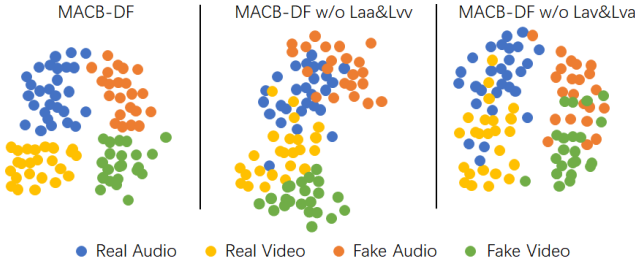 MACB-DF
MACB-DF w/o Laa&Lvv
MACB-DF w/o Lav&Lva
Real Audio
Real Video
Fake Audio
Fake Video